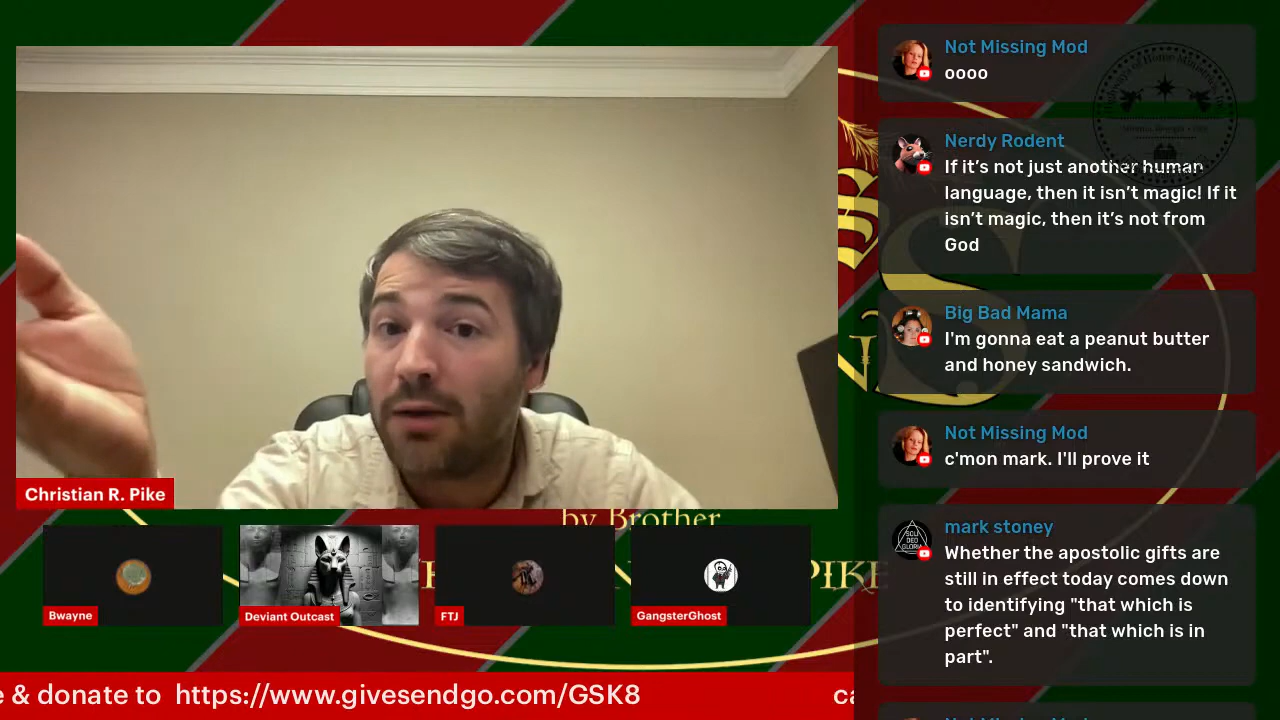 Not Missing Mod
oooo
Nerdy Rodent
If it’s not just another human
language, then it isn’t magic! If it
isn’t magic, then it’s not from
God
Big Bad Mama
I'm gonna eat a peanut butter
and honey sandwich.
Not Missing Mod
c'mon mark. I'll prove it
mark stoney
Whether the apostolic gifts are
still in effect today comes down
to identifying "that which is
perfect" and "that which is in
part".
Christian R. Pike
by Brother
PIKE
Bwayne
Deviant Outcast
FTJ
GangsterGhost
& donate to https://www.givesendgo.com/GSK8